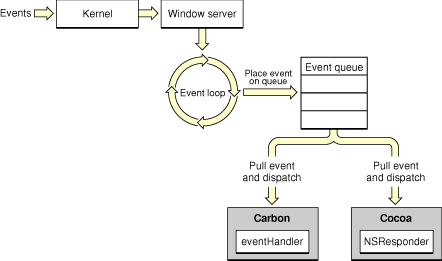 Events
Kernel
Window server
Event loop
Place event
on queue
Event queue
Pull event
and dispatch
Pull event
and dispatch
Carbon
eventHandler
Cocoa
NSResponder